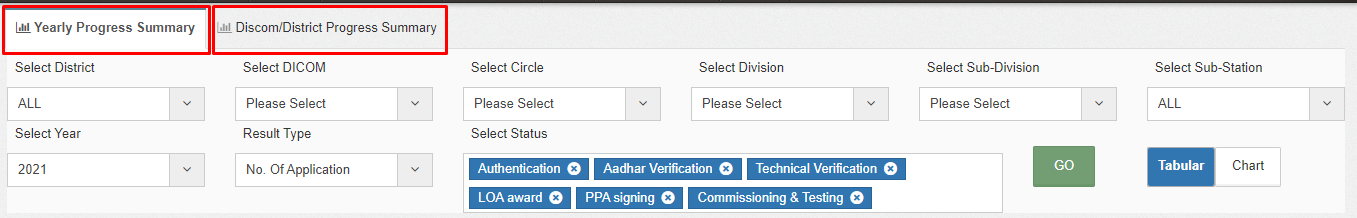 Yearly Progress Summary
Discom/District Progress Summary
Select District
Select DICOM
Select Circle
Select Division
Select Sub-Division
Select Sub-Station
ALL
Please Select
Please Select
Please Select
Please Select
ALL
Select Year
Result Type
Select Status
2021
No. Of Application
Authentication
Aadhar Verification
Technical Verification
LOA award
PPA signing
Commissioning & Testing
GO
Tabular
Chart